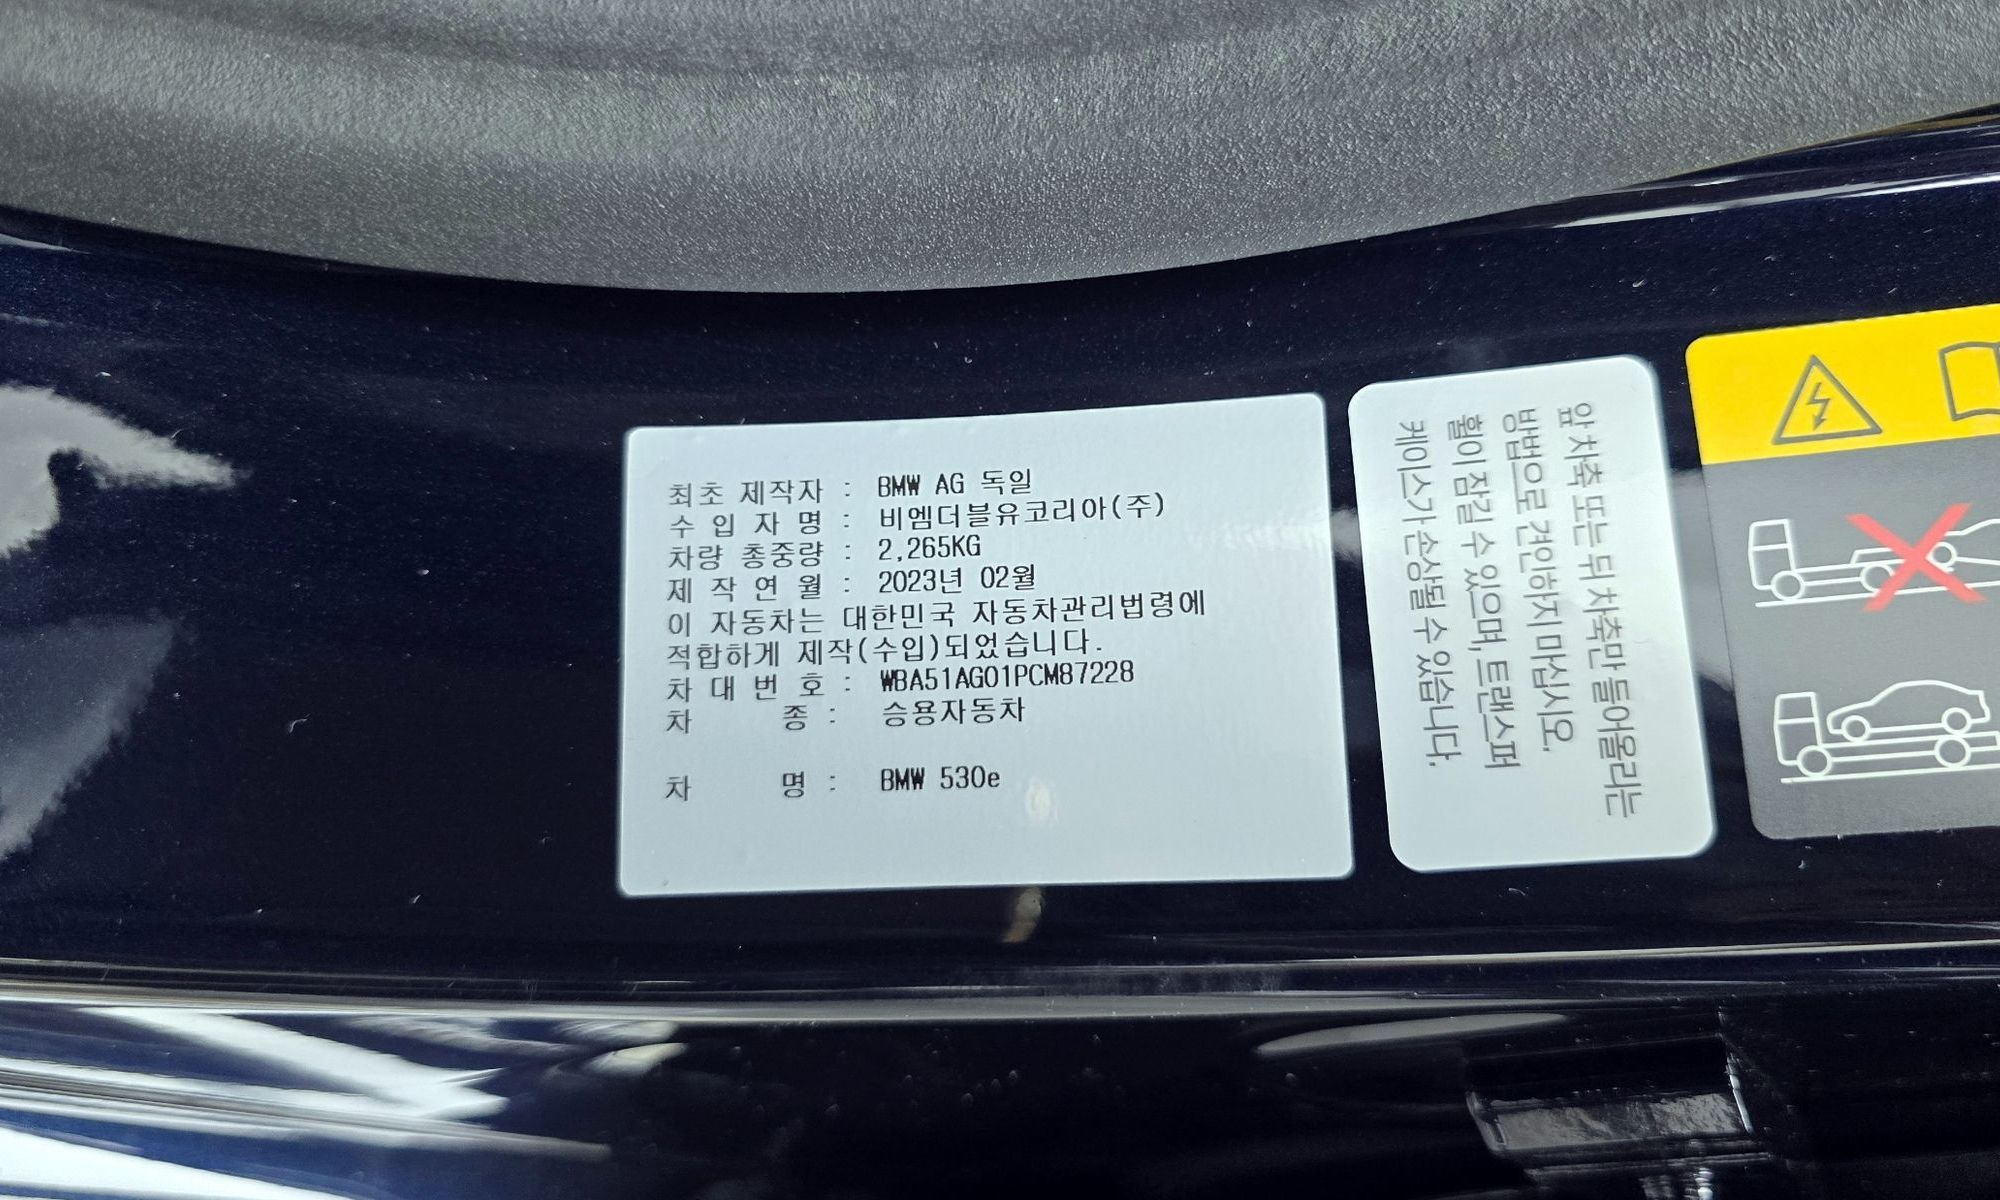 최초 제작자 : BMW AG 독일
수 입 자 명 : 비엠더블유코리아(주)
차량 총중량 : 2,265KG
제 작 연 월 : 2023년 02월
이 자동차는 대한민국 자동차관리법령에
적합하게 제작(수입)되었습니다.
차 대 번 호 : WBA51AG01PCM87228
차 종 : 승용자동차
차 명 : BMW 530e
앞 차축 또는 뒤 차축만 들어올리는
방법으로 견인하지 마십시오.
휠이 잠길 수 있으며, 트랜스퍼
케이스가 손상될 수 있습니다.